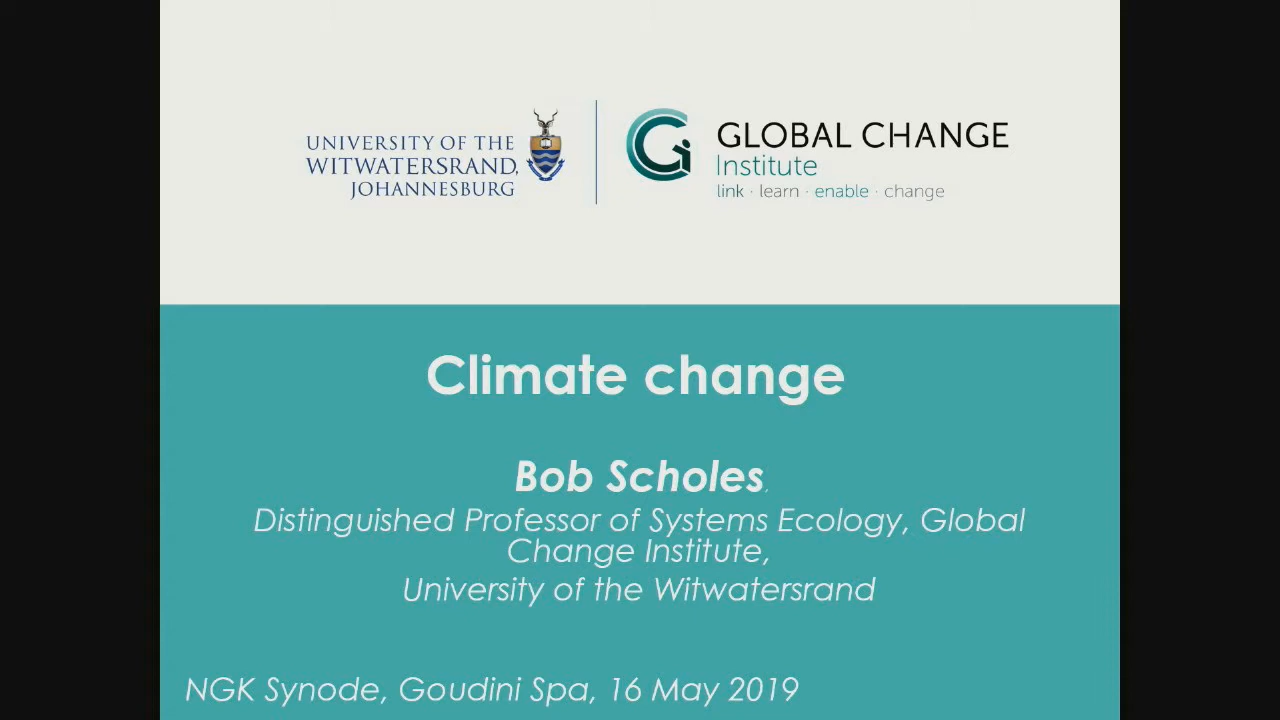 UNIVERSITY OF THE
WITWATERSRAND,
JOHANNESBURG
GLOBAL CHANGE
Institute
link · learn · enable · change
Climate change
Bob Scholes,
Distinguished Professor of Systems Ecology, Global
Change Institute,
University of the Witwatersrand
NGK Synode, Goudini Spa, 16 May 2019